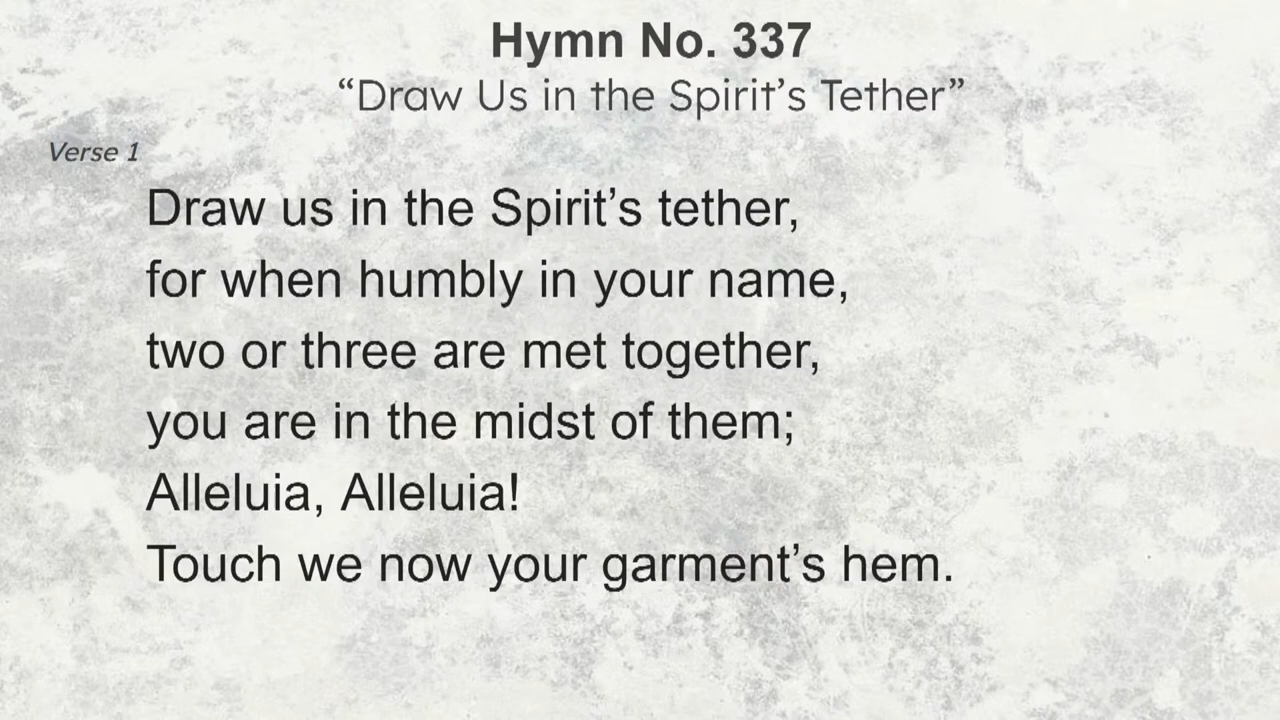 Hymn No. 337
“Draw Us in the Spirit’s Tether”
Verse 1
Draw us in the Spirit’s tether,
for when humbly in your name,
two or three are met together,
you are in the midst of them;
Alleluia, Alleluia!
Touch we now your garment’s hem.